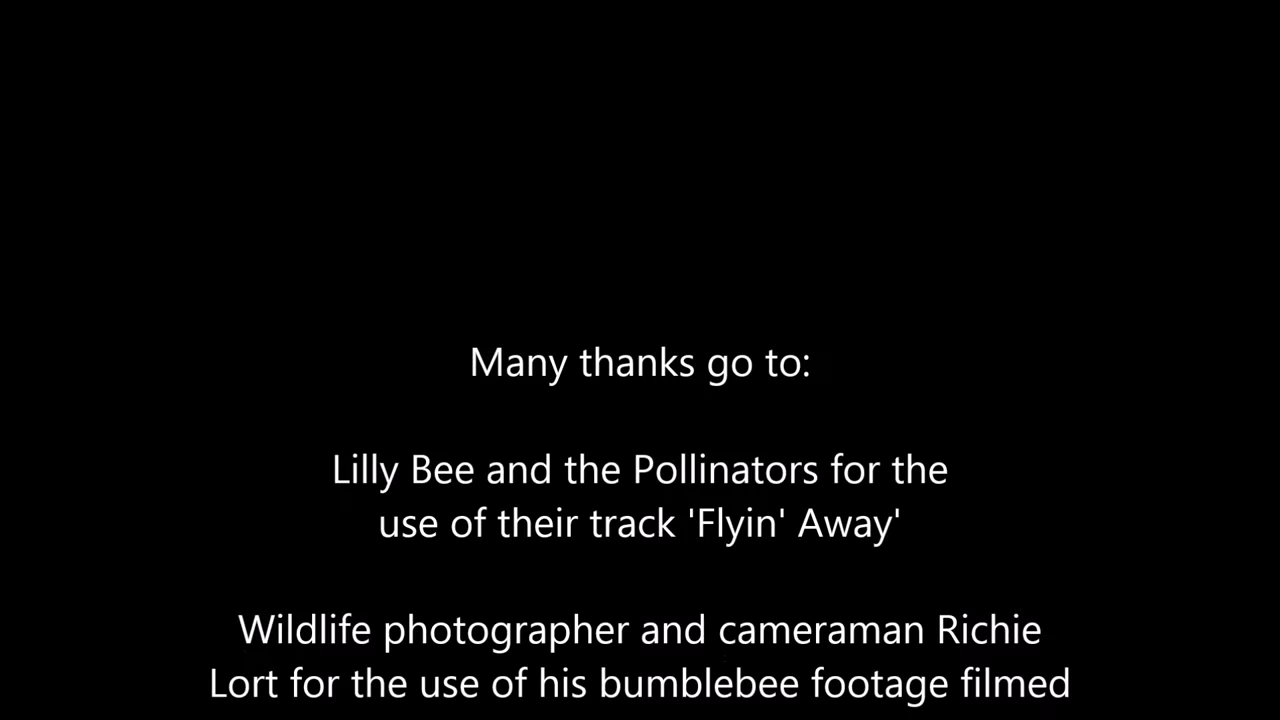 Many thanks go to:
Lilly Bee and the Pollinators for the
use of their track 'Flyin' Away'
Wildlife photographer and cameraman Richie
Lort for the use of his bumblebee footage filmed